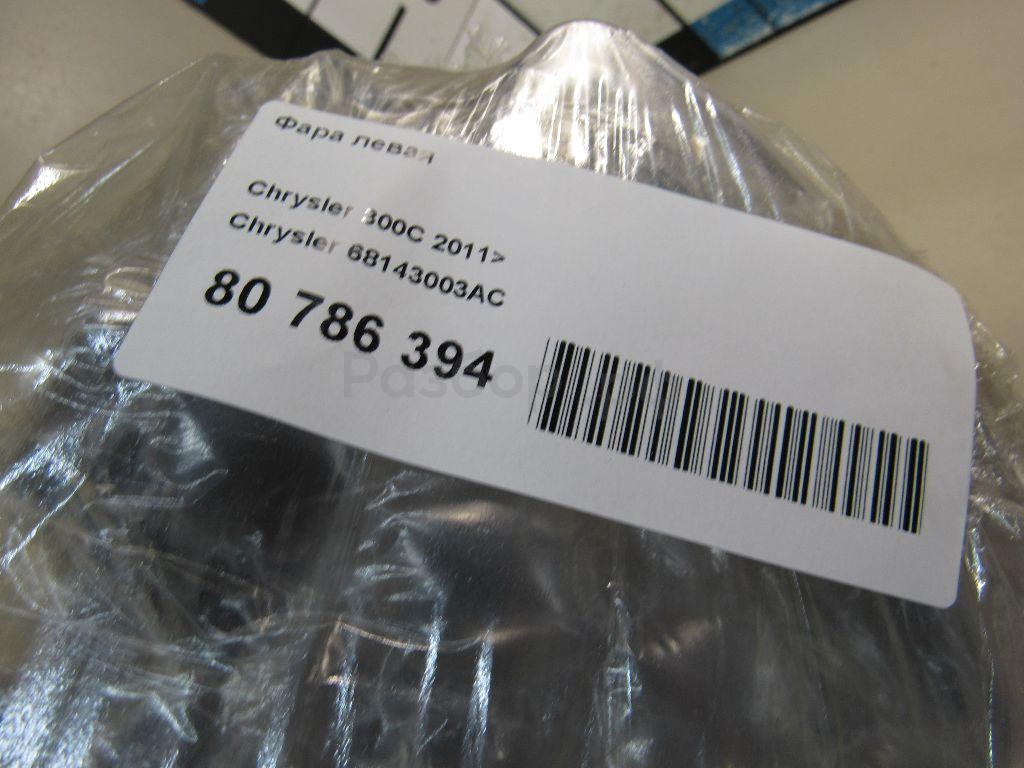 Фара левая
Chrysler 300C 2011>
Chrysler 68143003AC
80 786 394